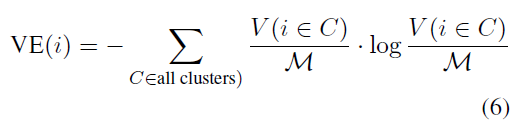 VE(i) = − ∑ V(i ∈ C)/ℳ · log V(i ∈ C)/ℳ
C∈all clusters)
(6)